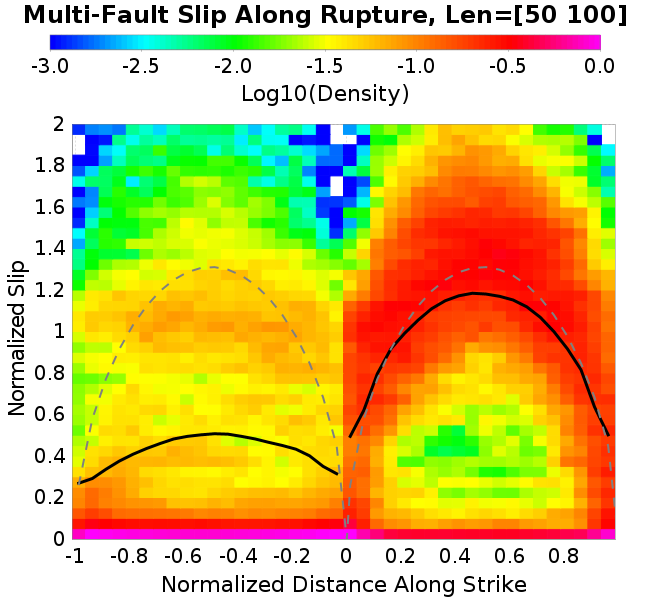 Multi-Fault Slip Along Rupture, Len=[50 100]
-3.0 -2.5 -2.0 -1.5 -1.0 -0.5 0.0
Log10(Density)
2
1.8
1.6
1.4
1.2
1
0.8
0.6
0.4
0.2
0
Normalized Slip
-1 -0.8 -0.6 -0.4 -0.2 0 0.2 0.4 0.6 0.8
Normalized Distance Along Strike